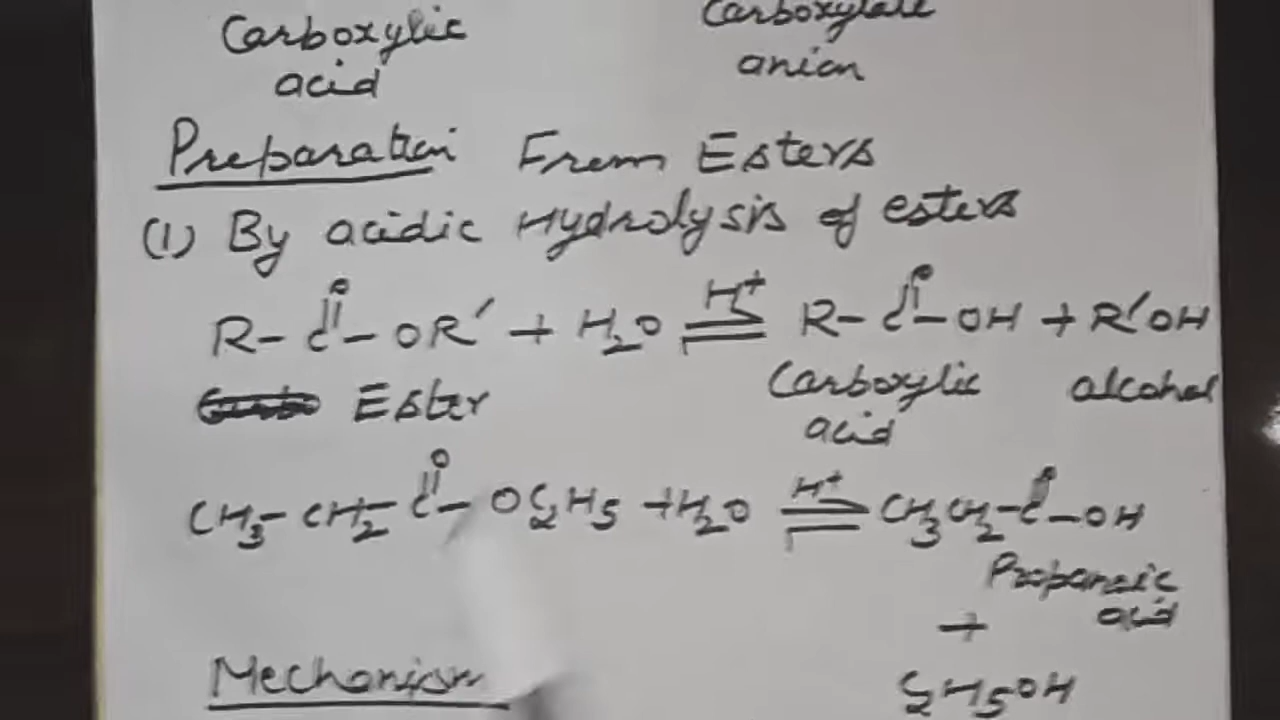 Carboxylic Carboxylate
acid anion
Preparation From Esters
(1) By acidic Hydrolysis of esters
O O
|| ||
R-C-OR' + H2O ⇌ H+ R-C-OH + R'OH
Ester Carboxylic alcohol
acid
O O
|| ||
CH3-CH2-C-OC2H5 + H2O ⇌ H+ CH3CH2-C-OH
Propanoic
acid
+
Mechanism C2H5OH